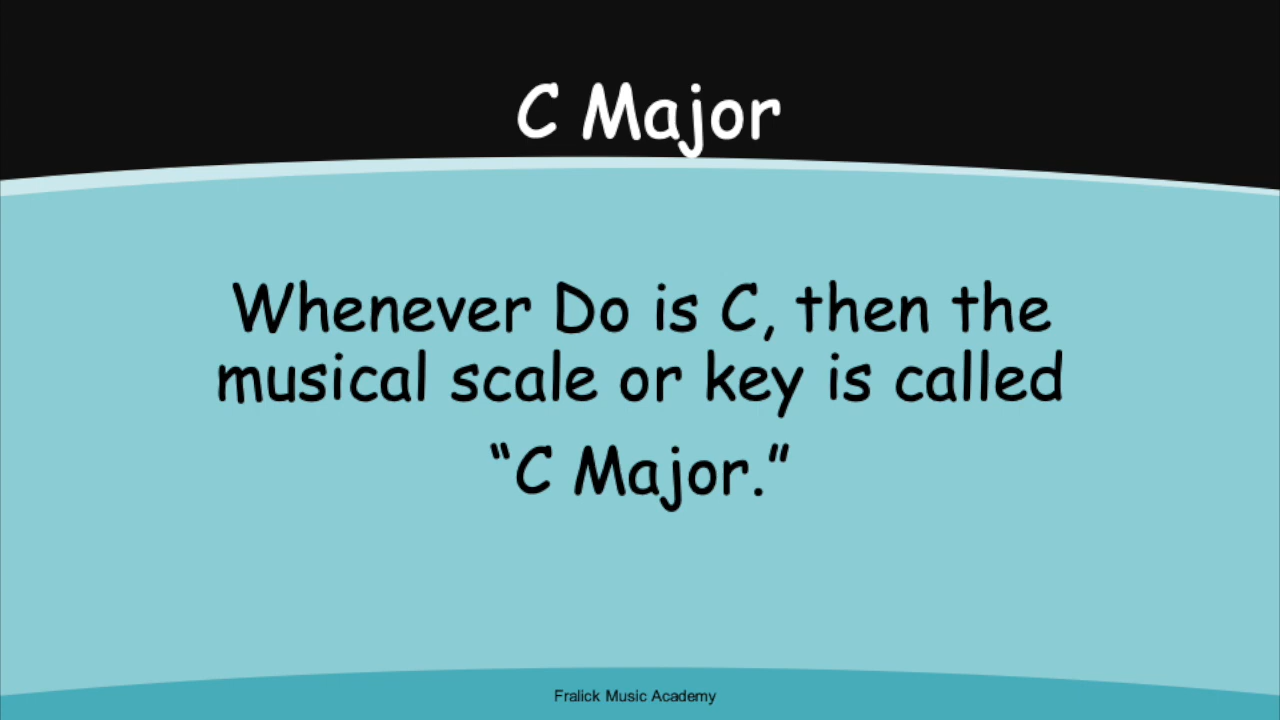 C Major
Whenever Do is C, then the
musical scale or key is called
“C Major.”
Fralick Music Academy